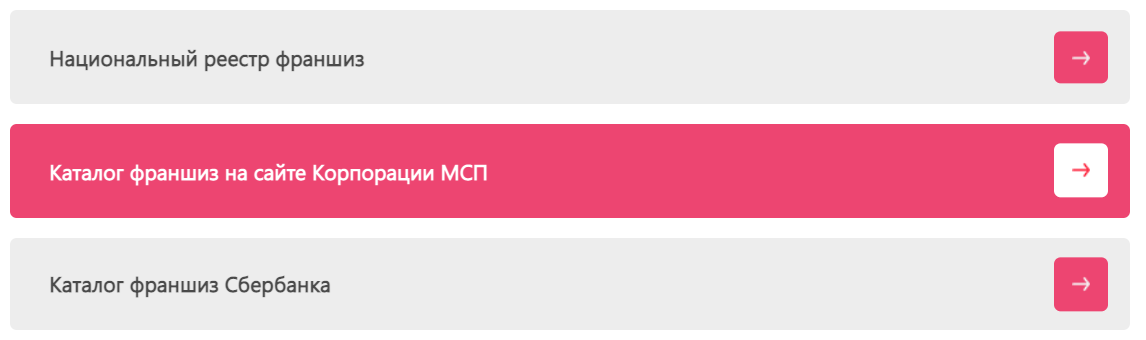 Национальный реестр франшиз
Каталог франшиз на сайте Корпорации МСП
Каталог франшиз Сбербанка